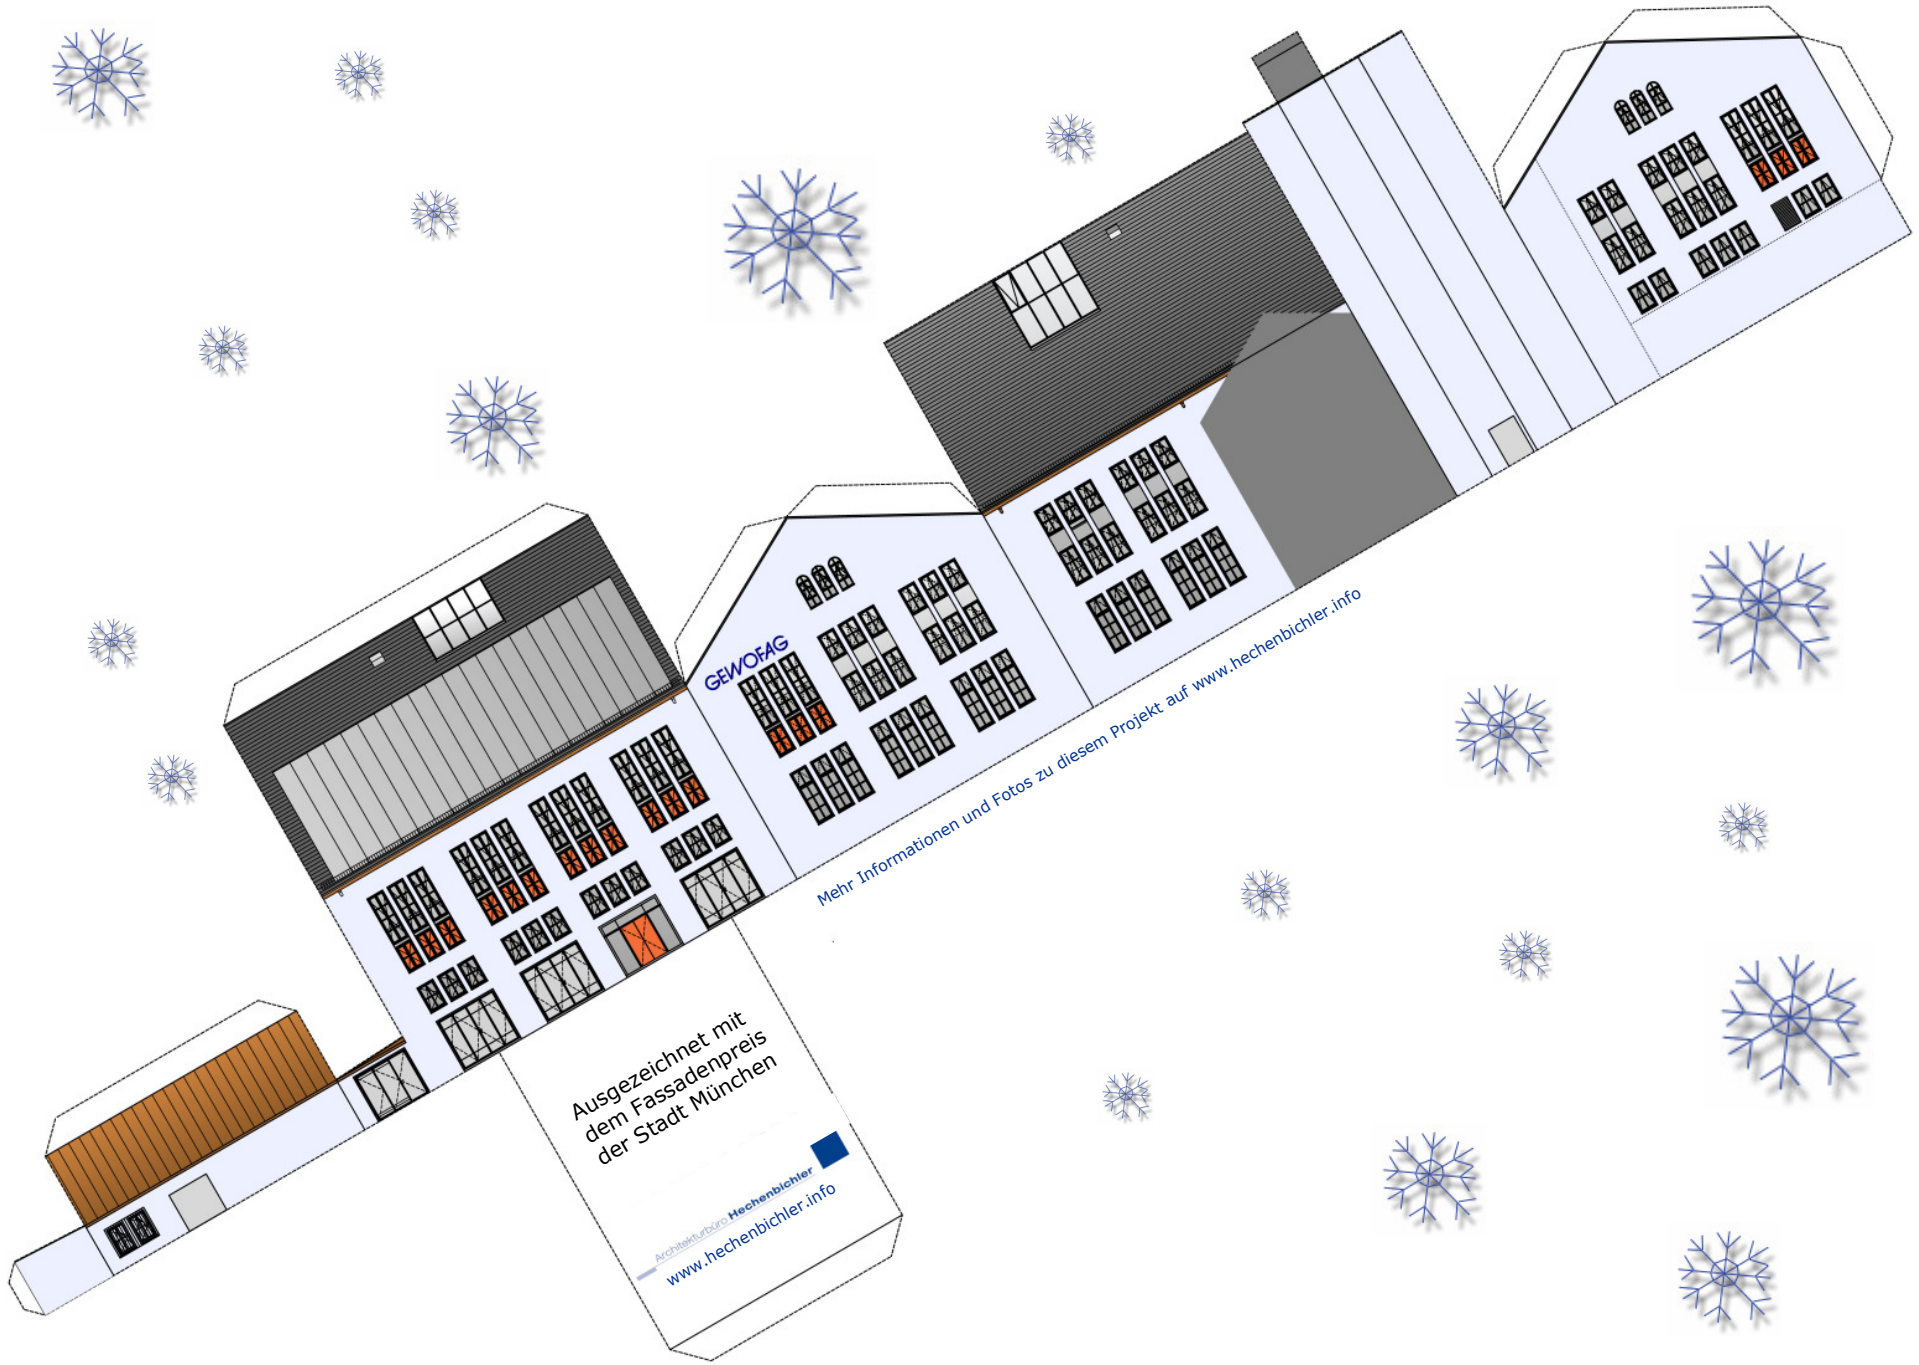 GEWOFAG
Mehr Informationen und Fotos zu diesem Projekt auf www.hechenbichler.info
Ausgezeichnet mit
dem Fassadenpreis
der Stadt München
Architekturbüro Hechenbichler
www.hechenbichler.info